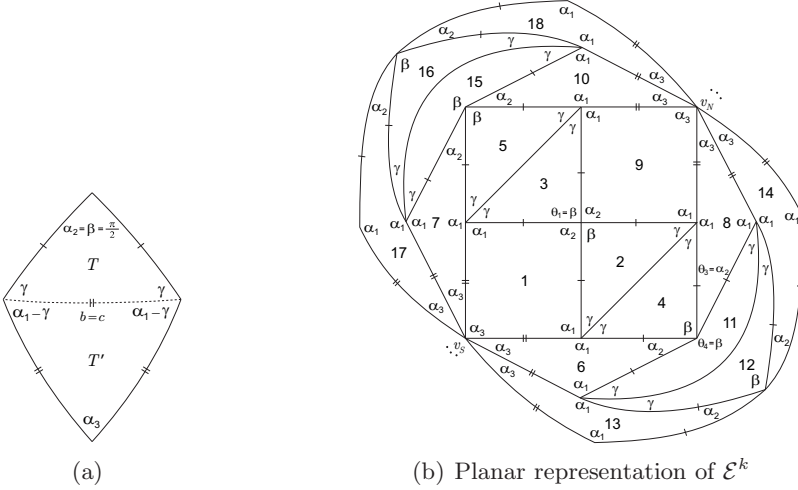 α₂=β=π/2
T
γ γ
α₁-γ b=c α₁-γ
T′
α₃
(a)
α₁
18
α₂
γ α₁
β α₁
16 γ
15 10
α₃
v_N
α₂ β α₂ α₁ α₃
β γ α₁ α₃
γ α₃
5
α₂ 9
γ 3 14
γ
α₁ α₁ 7 α₁ γ γ θ₁=β α₂ α₁ α₁ 8 α₁ α₁
α₁ α₂ β γ γ
17 2 γ
γ
1 θ₃=α₂
4
α₃ 11
α₂
α₃ α₁ γ γ β θ₄=β
v_S α₃ α₁ α₂ 12
6 β
α₁ γ
α₁ γ α₂
13
α₁
(b) Planar representation of ℰᵏ